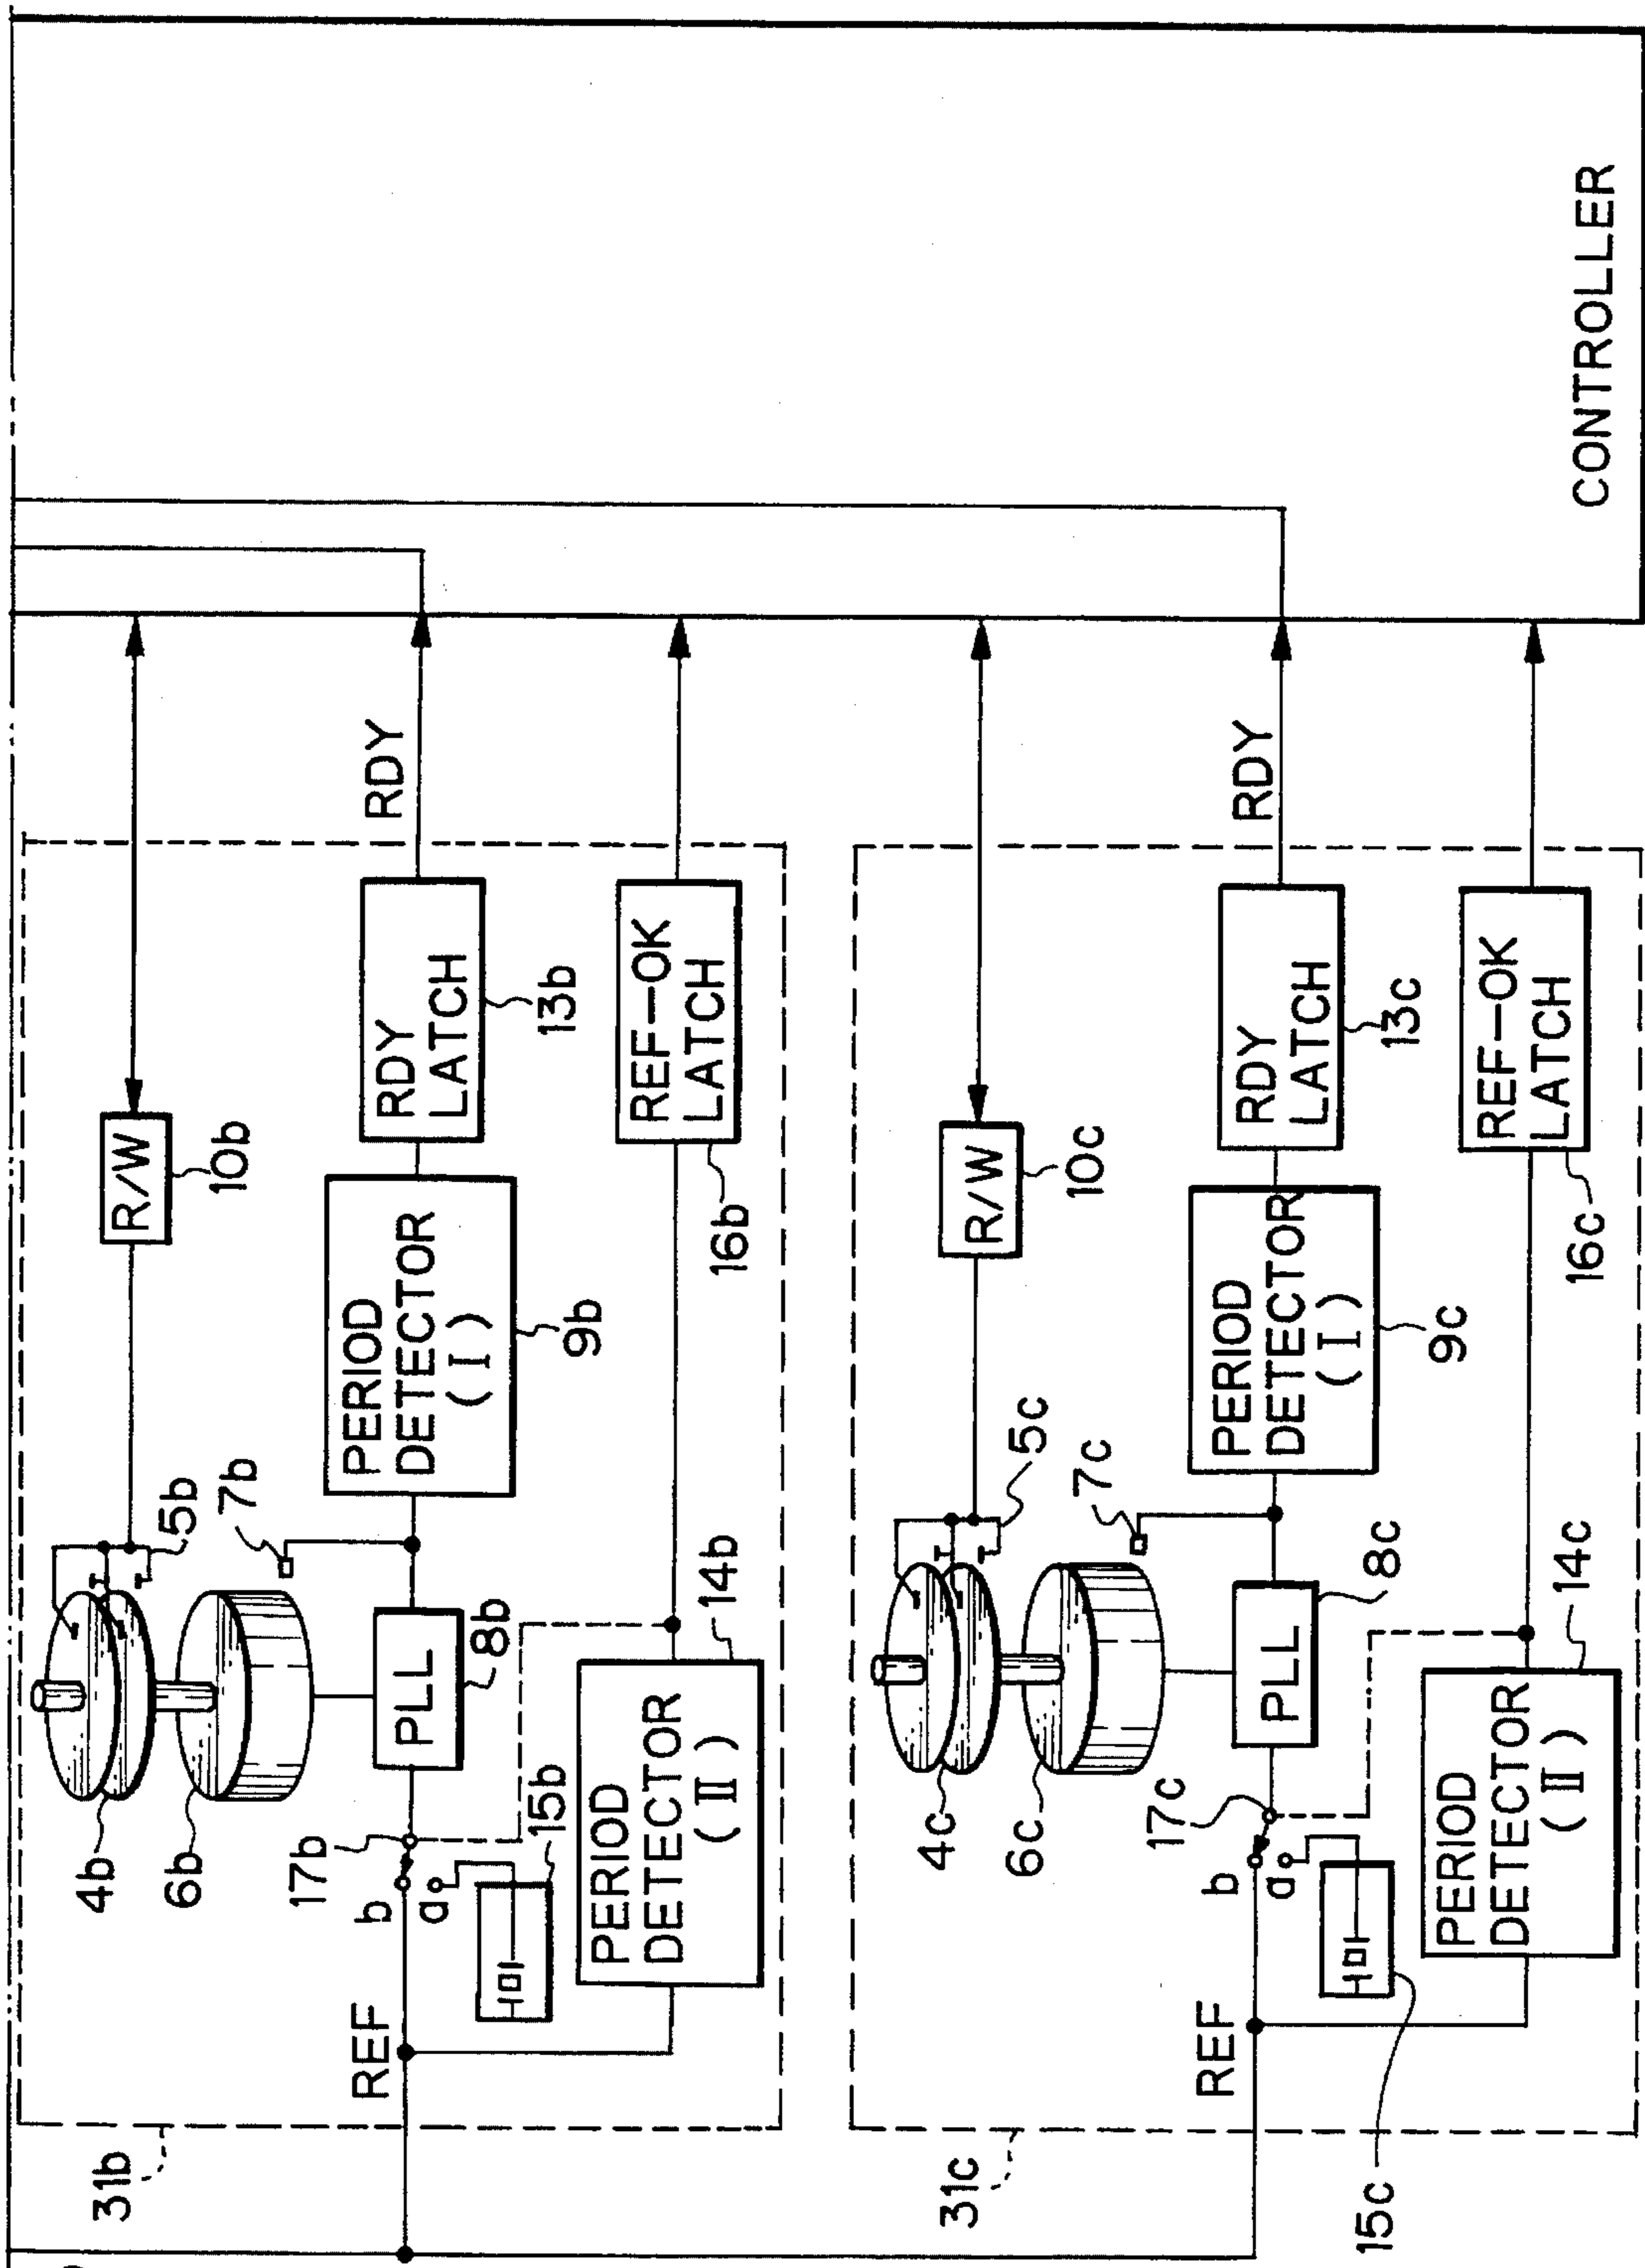 31b
4b
5b
R/W
10b
6b
7b
REF
b
a
17b
PLL
8b
PERIOD
DETECTOR
(I)
9b
RDY
LATCH
13b
RDY
15b
PERIOD
DETECTOR
(II)
14b
REF-OK
LATCH
16b
31c
4c
5c
R/W
10c
6c
7c
REF
b
a
17c
PLL
8c
PERIOD
DETECTOR
(I)
9c
RDY
LATCH
13c
RDY
15c
PERIOD
DETECTOR
(II)
14c
REF-OK
LATCH
16c
CONTROLLER